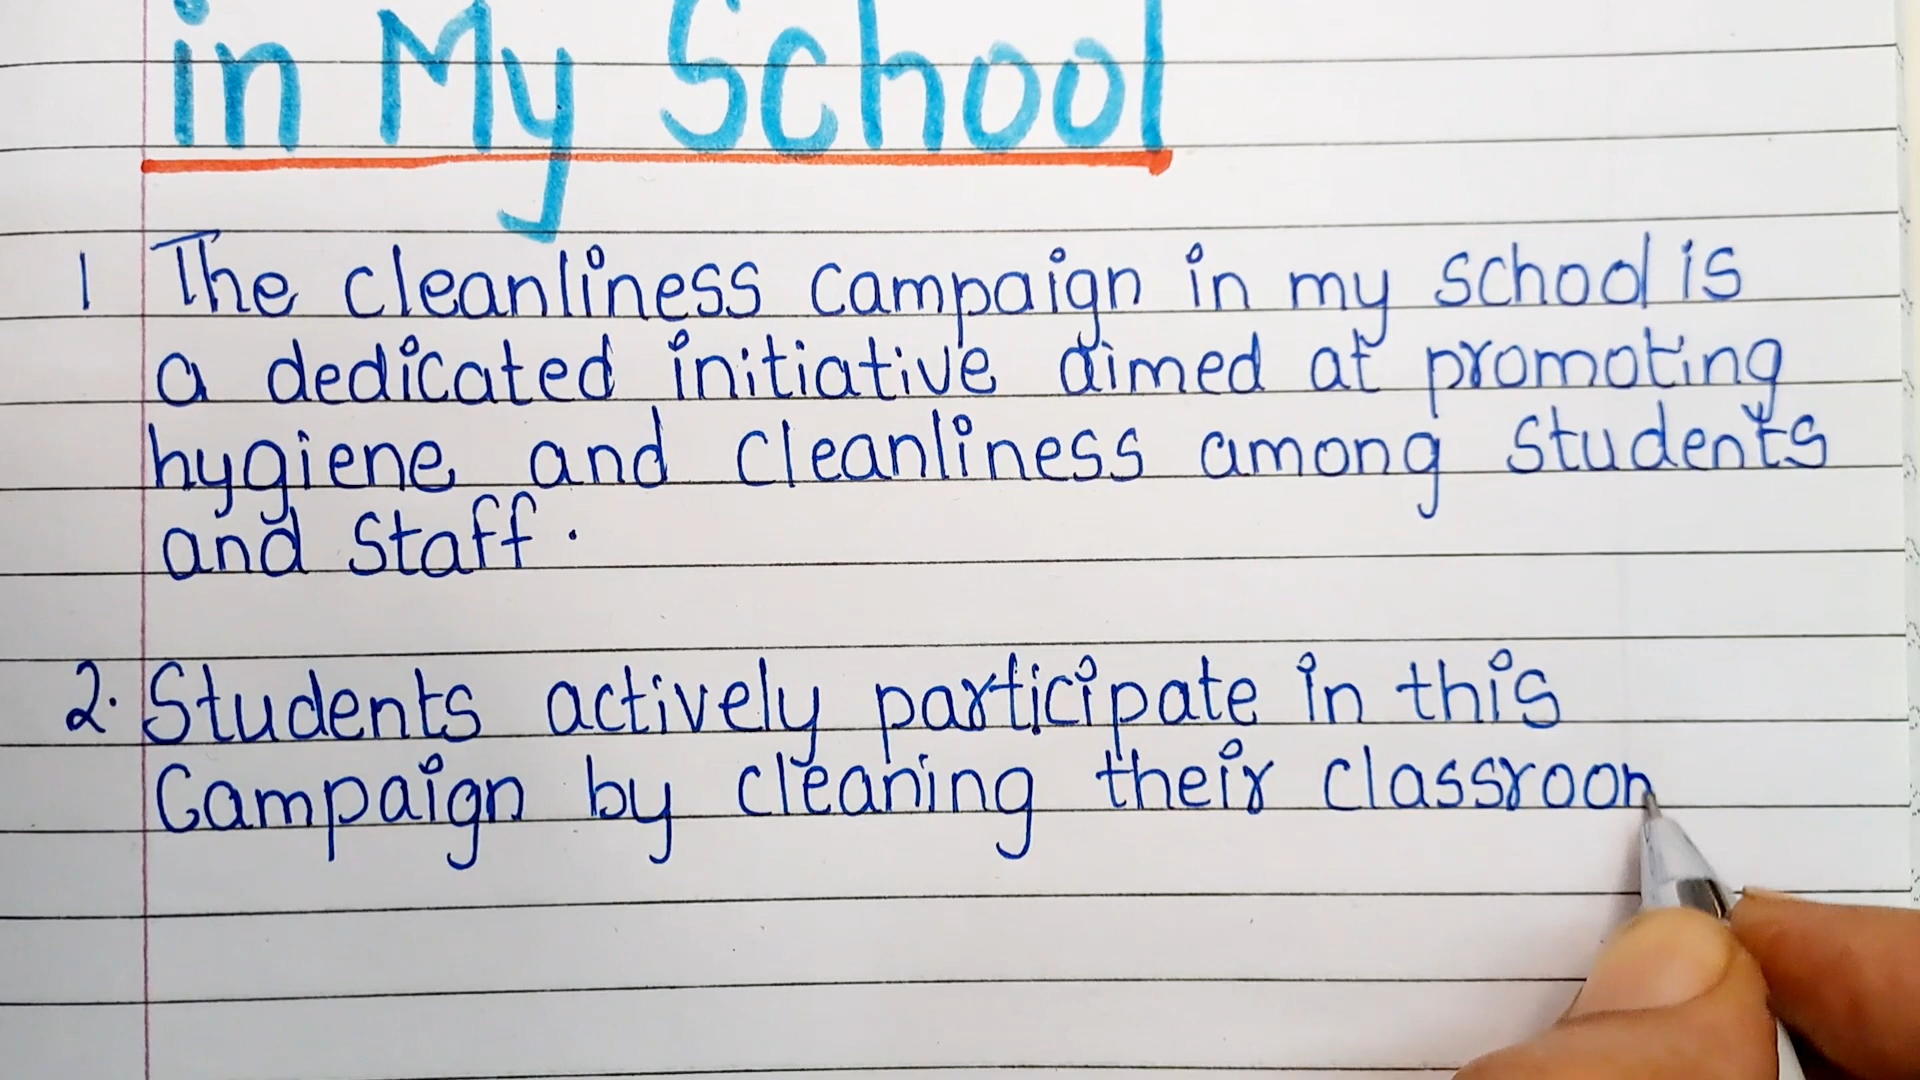 in My School
1 The cleanliness campaign in my school is
a dedicated initiative aimed at promoting
hygiene and cleanliness among students
and staff.
2. Students actively participate in this
Campaign by cleaning their classroon